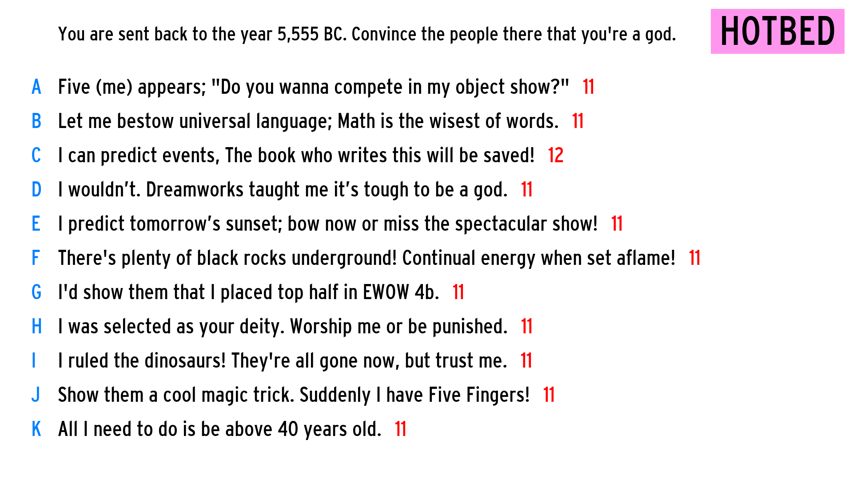 You are sent back to the year 5,555 BC. Convince the people there that you're a god.
HOTBED
A Five (me) appears; "Do you wanna compete in my object show?" 11
B Let me bestow universal language; Math is the wisest of words. 11
C I can predict events, The book who writes this will be saved! 12
D I wouldn’t. Dreamworks taught me it’s tough to be a god. 11
E I predict tomorrow’s sunset; bow now or miss the spectacular show! 11
F There's plenty of black rocks underground! Continual energy when set aflame! 11
G I'd show them that I placed top half in EWOW 4b. 11
H I was selected as your deity. Worship me or be punished. 11
I I ruled the dinosaurs! They're all gone now, but trust me. 11
J Show them a cool magic trick. Suddenly I have Five Fingers! 11
K All I need to do is be above 40 years old. 11